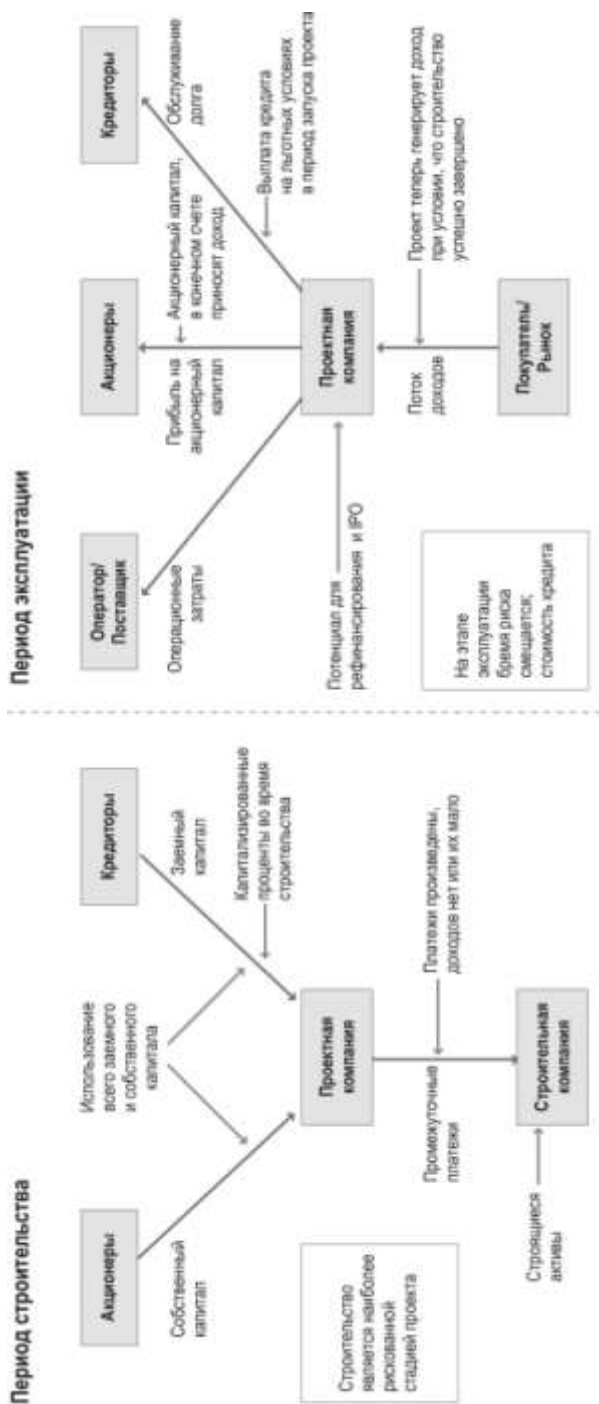 Период строительства
Акционеры
Собственный
капитал
Использование
всего заемного
и собственного
капитала
Кредиторы
Заемный
капитал
Капитализированные
проценты во время
строительства
Проектная
компания
Строительство
является наиболее
рискованной
стадией проекта
Промежуточные
платежи
Платежи произведены,
доходов нет или их мало
Строящиеся
активы
Строительная
компания
Период эксплуатации
Оператор/
Поставщик
Операционные
затраты
Акционеры
Прибыль на
акционерный
капитал
Акционерный капитал,
в конечном счете
приносят доход
Кредиторы
Обслуживание
долга
Выплата кредита
на льготных условиях
в период запуска проекта
Потенциал для
рефинансирования и IPO
Проектная
компания
Поток
доходов
Проект теперь генерирует доход
при условии, что строительство
успешно завершено
На этапе
эксплуатации
бремя риска
смещается;
стоимость кредита
Покупатель/
Рынок